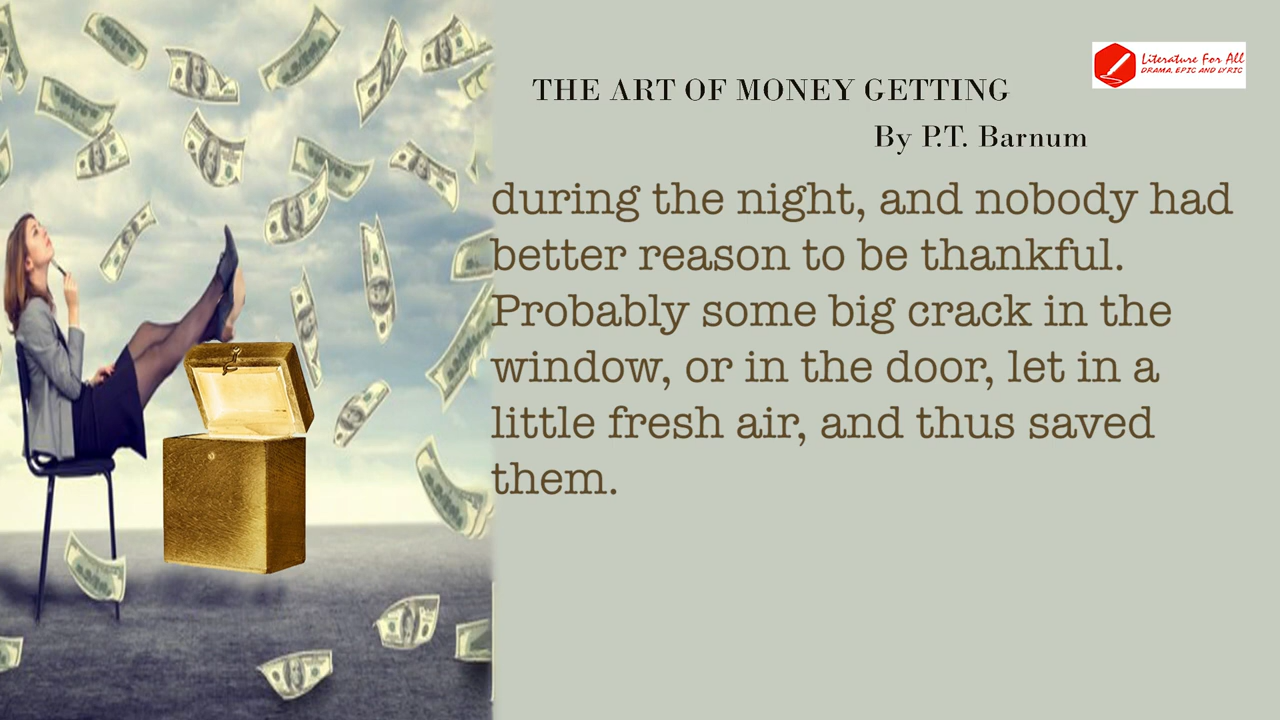 THE ART OF MONEY GETTING
Literature For All
DRAMA, EPIC AND LYRIC
By P.T. Barnum
during the night, and nobody had
better reason to be thankful.
Probably some big crack in the
window, or in the door, let in a
little fresh air, and thus saved
them.